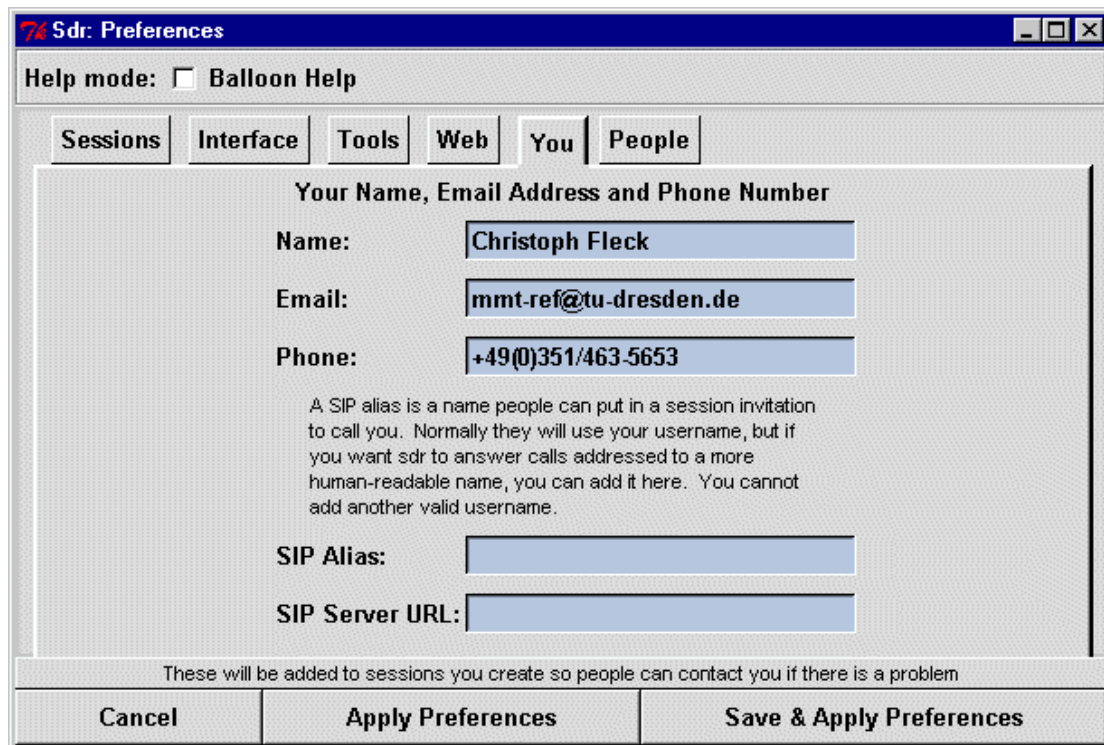 Sdr: Preferences
Help mode: Balloon Help
Sessions Interface Tools Web You People
Your Name, Email Address and Phone Number
Name: Christoph Fleck
Email: mmt-ref@tu-dresden.de
Phone: +49(0)351/463-5653
A SIP alias is a name people can put in a session invitation
to call you. Normally they will use your username, but if
you want sdr to answer calls addressed to a more
human-readable name, you can add it here. You cannot
add another valid username.
SIP Alias:
SIP Server URL:
These will be added to sessions you create so people can contact you if there is a problem
Cancel Apply Preferences Save & Apply Preferences